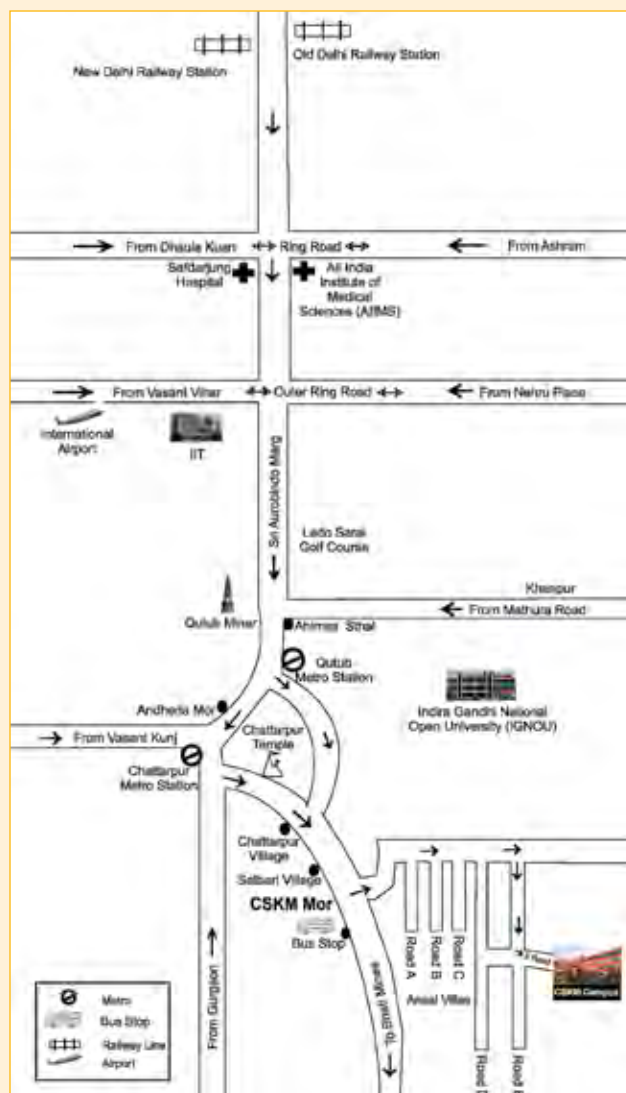 Old Delhi Railway Station
New Delhi Railway Station
From Dhaula Kuan
Ring Road
From Ashram
Safdarjung
Hospital
All India
Institute of
Medical
Sciences (AIIMS)
From Vasant Vihar
Outer Ring Road
From Nehru Place
International
Airport
IIT
Sri Aurobindo Marg
Lado Sarai
Golf Course
Khanpur
From Mathura Road
Qutub Minar
Ahimsa Sthal
Qutub
Metro Station
Andheria Mor
Indira Gandhi National
Open University (IGNOU)
From Vasant Kunj
Chattarpur
Temple
Chattarpur
Metro Station
Chattarpur
Village
Satbari Village
CSKM Mor
Bus Stop
Road A
Road B
Road C
Ansal Villas
CSKM Campus
From Gurgaon
Road
Road
Metro
Bus Stop
Railway Line
Airport